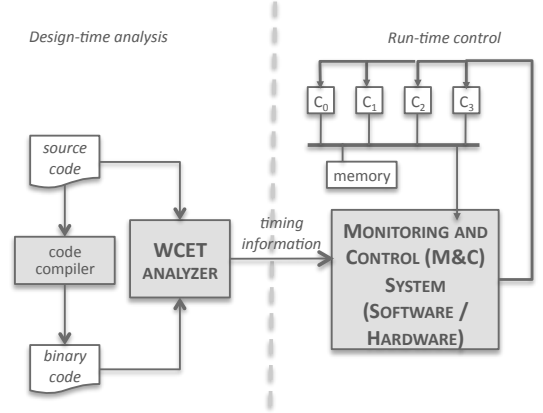 Design-time analysis
Run-time control
C0
C1
C2
C3
memory
source
code
code
compiler
binary
code
WCET
ANALYZER
timing
information
MONITORING AND
CONTROL (M&C)
SYSTEM
(SOFTWARE /
HARDWARE)